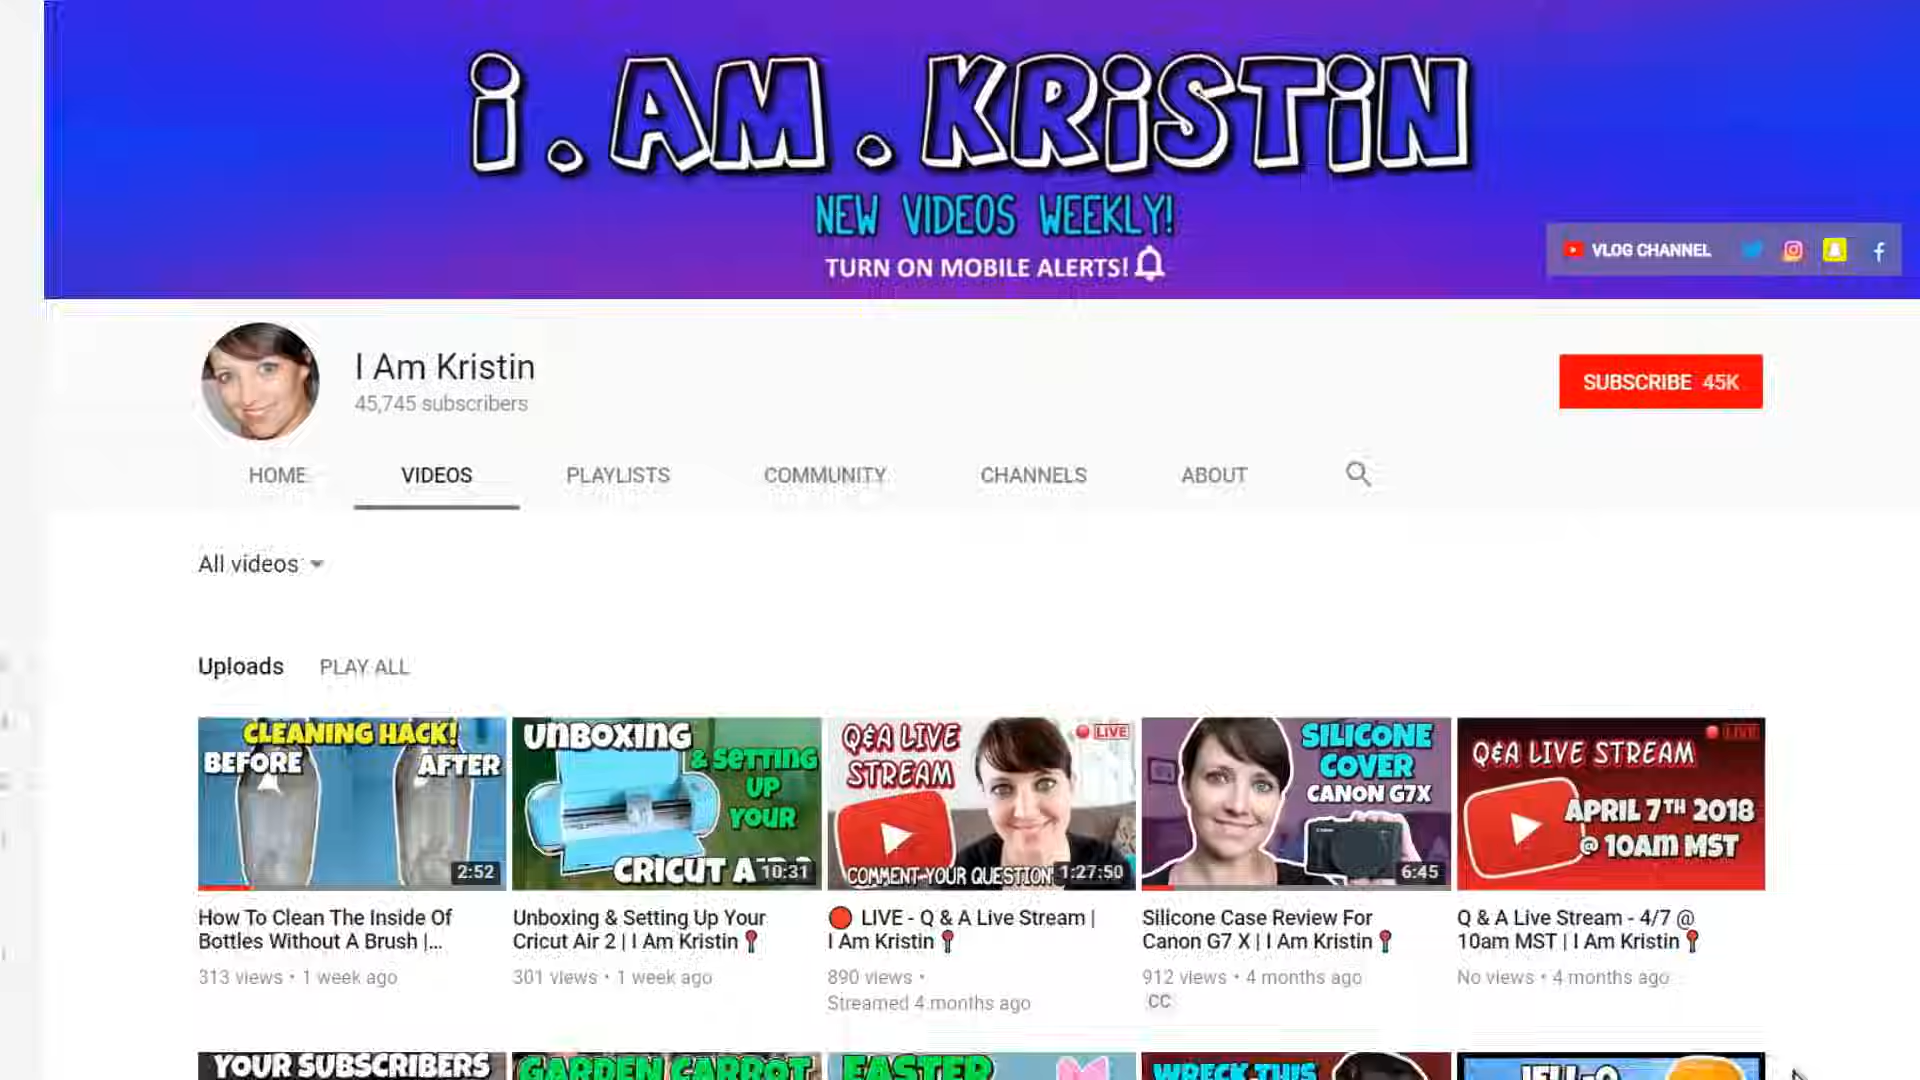 i.AM.KRiSTiN
NEW VIDEOS WEEKLY!
TURN ON MOBILE ALERTS!
VLOG CHANNEL
I Am Kristin
45,745 subscribers
SUBSCRIBE 45K
HOME VIDEOS PLAYLISTS COMMUNITY CHANNELS ABOUT
All videos
Uploads PLAY ALL
CLEANING HACK!
BEFORE AFTER
2:52
How To Clean The Inside Of
Bottles Without A Brush |...
313 views • 1 week ago
UNBOXING
& SETTING
UP
YOUR
CRICUT A
10:31
Unboxing & Setting Up Your
Cricut Air 2 | I Am Kristin
301 views • 1 week ago
Q&A LIVE
STREAM
LIVE
COMMENT YOUR QUESTION
1:27:50
LIVE - Q & A Live Stream |
I Am Kristin
890 views •
Streamed 4 months ago
SILICONE
COVER
CANON G7X
6:45
Silicone Case Review For
Canon G7 X | I Am Kristin
912 views • 4 months ago
CC
LIVE
Q&A LIVE STREAM
APRIL 7TH 2018
@ 10AM MST
Q & A Live Stream - 4/7 @
10am MST | I Am Kristin
No views • 4 months ago
YOUR SUBSCRIBERS
GARDEN CARROT
EASTER
WRECK THIS
JELL-O